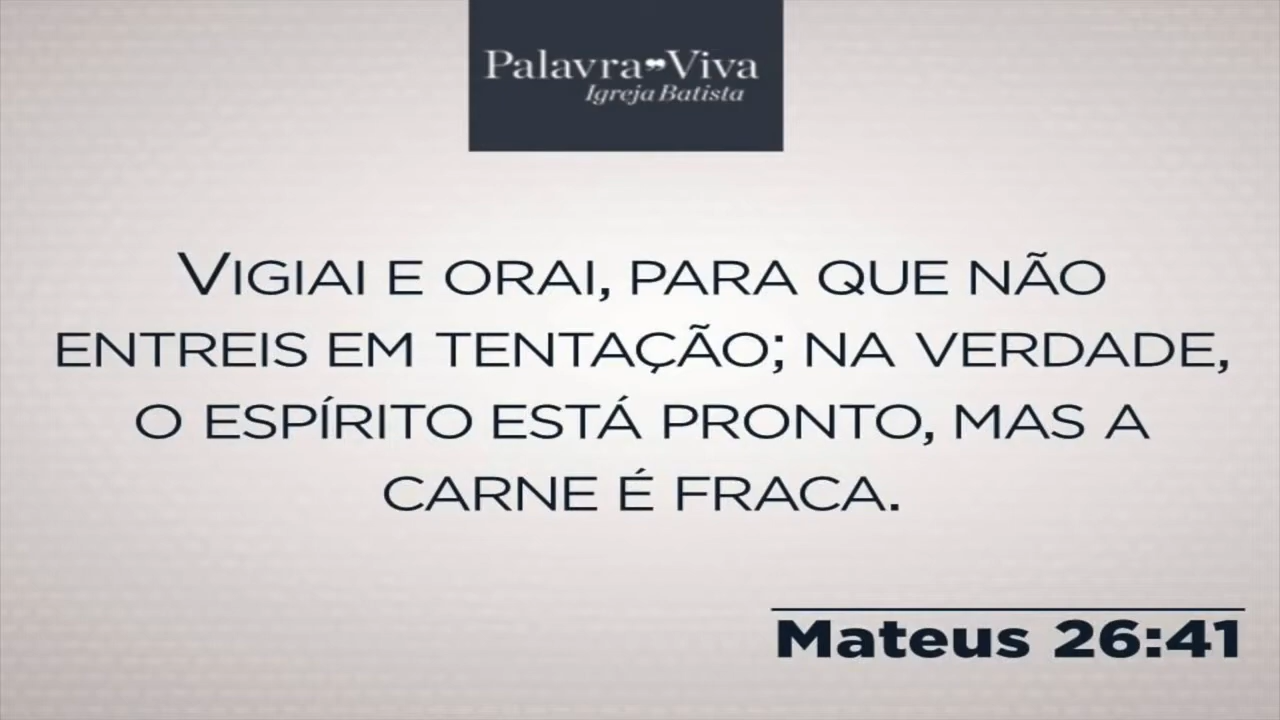 Palavra❞Viva
Igreja Batista
VIGIAI E ORAI, PARA QUE NÃO
ENTREIS EM TENTAÇÃO; NA VERDADE,
O ESPÍRITO ESTÁ PRONTO, MAS A
CARNE É FRACA.
Mateus 26:41